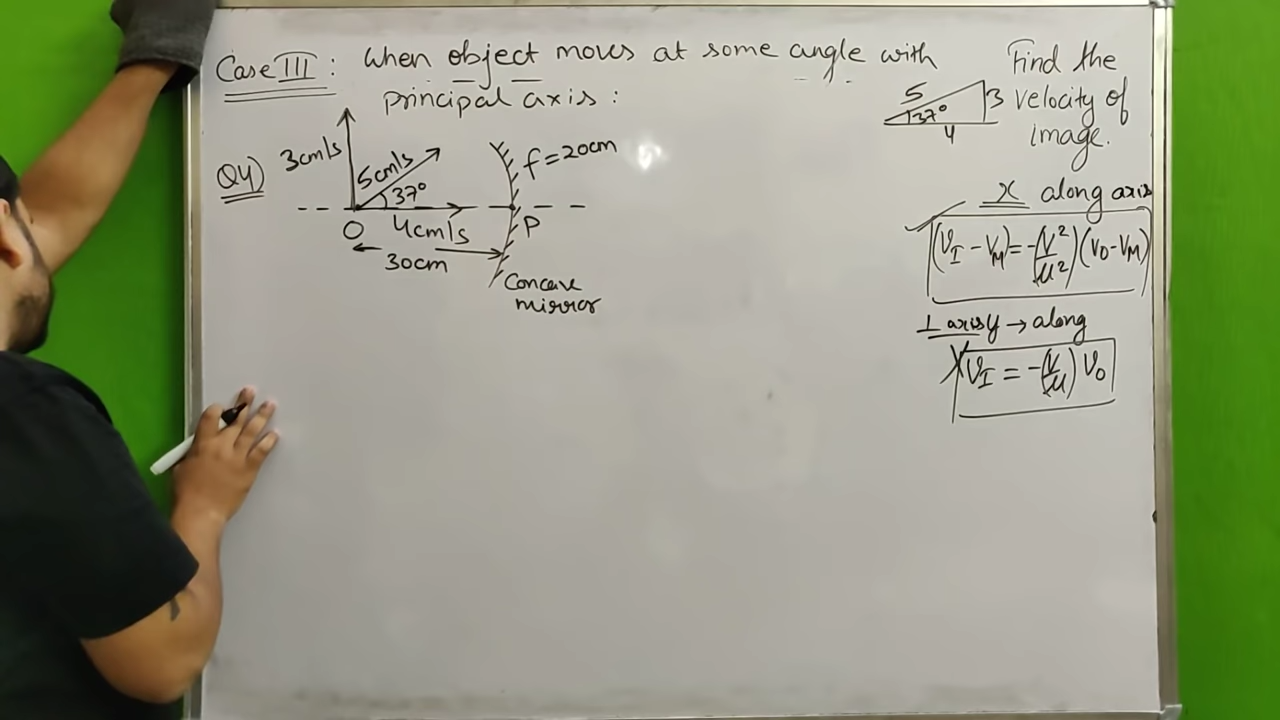 Case III : When object moves at some angle with
principal axis :
Find the
velocity of
image.
5
3
37°
4
Q4)
3cm/s
5cm/s
37°
4cm/s
O
P
30cm
f = 20cm
Concave
mirror
x along axis
(V_I - V_M) = -(V²/u²)(V_O - V_M)
⊥ axis y → along
V_I = -(V/u) V_O